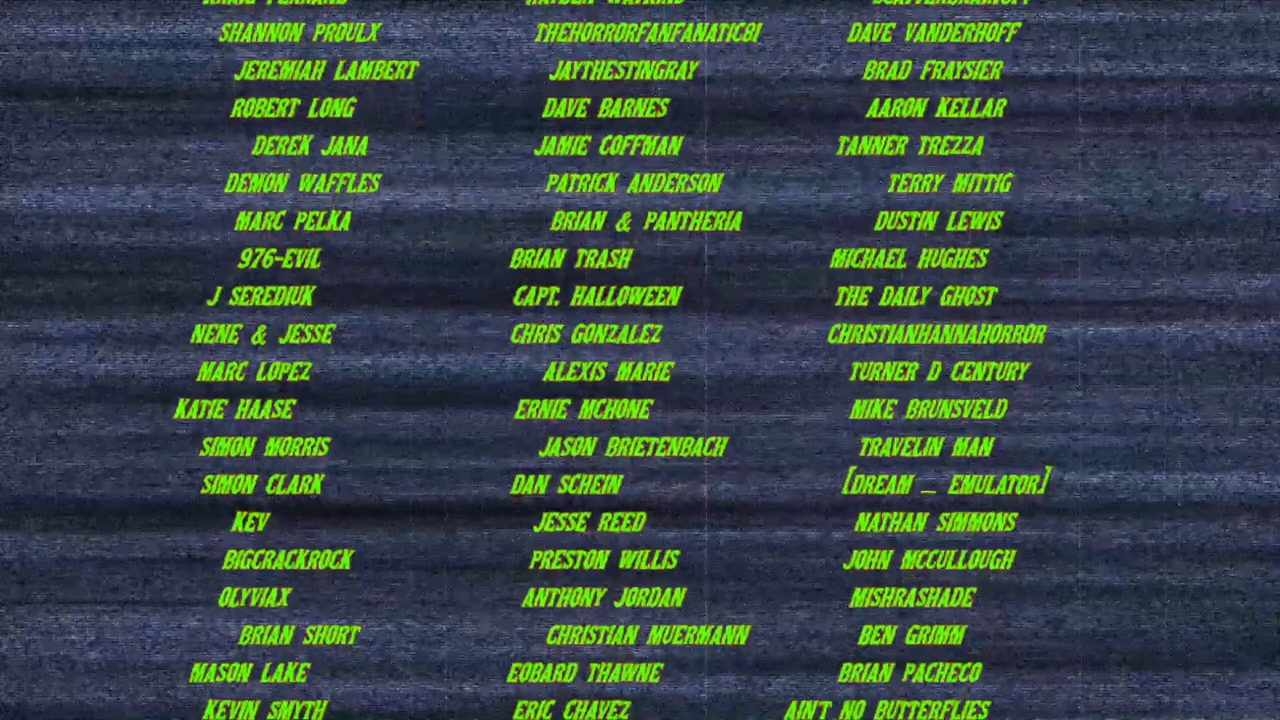 SHANNON PROULX THEHORRORFANFANATIC81 DAVE VANDERHOFF
JEREMIAH LAMBERT JAYTHESTINGRAY BRAD FRAYSIER
ROBERT LONG DAVE BARNES AARON KELLAR
DEREK JANA JAMIE COFFMAN TANNER TREZZA
DEMON WAFFLES PATRICK ANDERSON TERRY MITTIG
MARC PELKA BRIAN & PANTHERIA DUSTIN LEWIS
976-EVIL BRIAN TRASH MICHAEL HUGHES
J SEREDIUK CAPT. HALLOWEEN THE DAILY GHOST
NENE & JESSE CHRIS GONZALEZ CHRISTIANHANNAHORROR
MARC LOPEZ ALEXIS MARIE TURNER D CENTURY
KATIE HAASE ERNIE MCHONE MIKE BRUNSVELD
SIMON MORRIS JASON BRIETENBACH TRAVELIN MAN
SIMON CLARK DAN SCHEIN [DREAM _ EMULATOR]
KEV JESSE REED NATHAN SIMMONS
BIGCRACKROCK PRESTON WILLIS JOHN MCCULLOUGH
OLYVIAX ANTHONY JORDAN MISHRASHADE
BRIAN SHORT CHRISTIAN MUERMANN BEN GRIMM
MASON LAKE EOBARD THAWNE BRIAN PACHECO
KEVIN SMYTH ERIC CHAVEZ AIN'T NO BUTTERFLIES